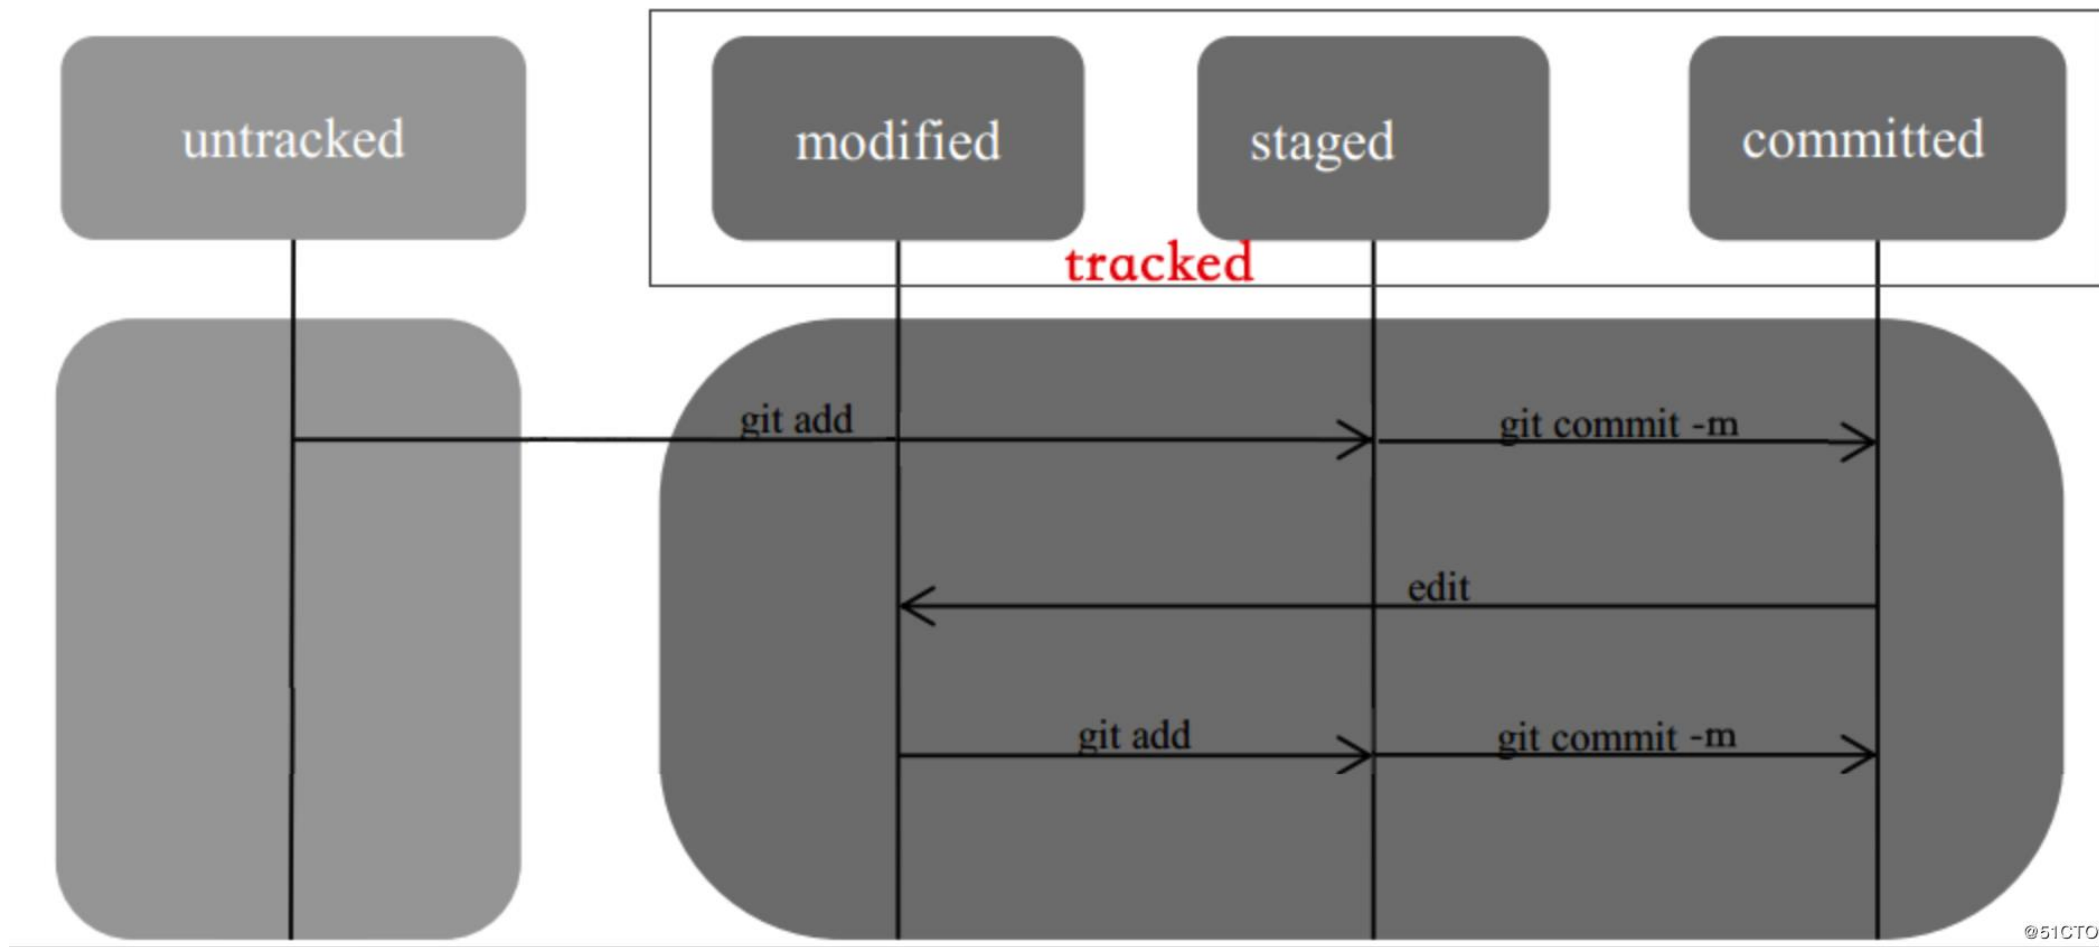 untracked
modified
staged
committed
tracked
git add
git commit -m
edit
git add
git commit -m
@51CTO